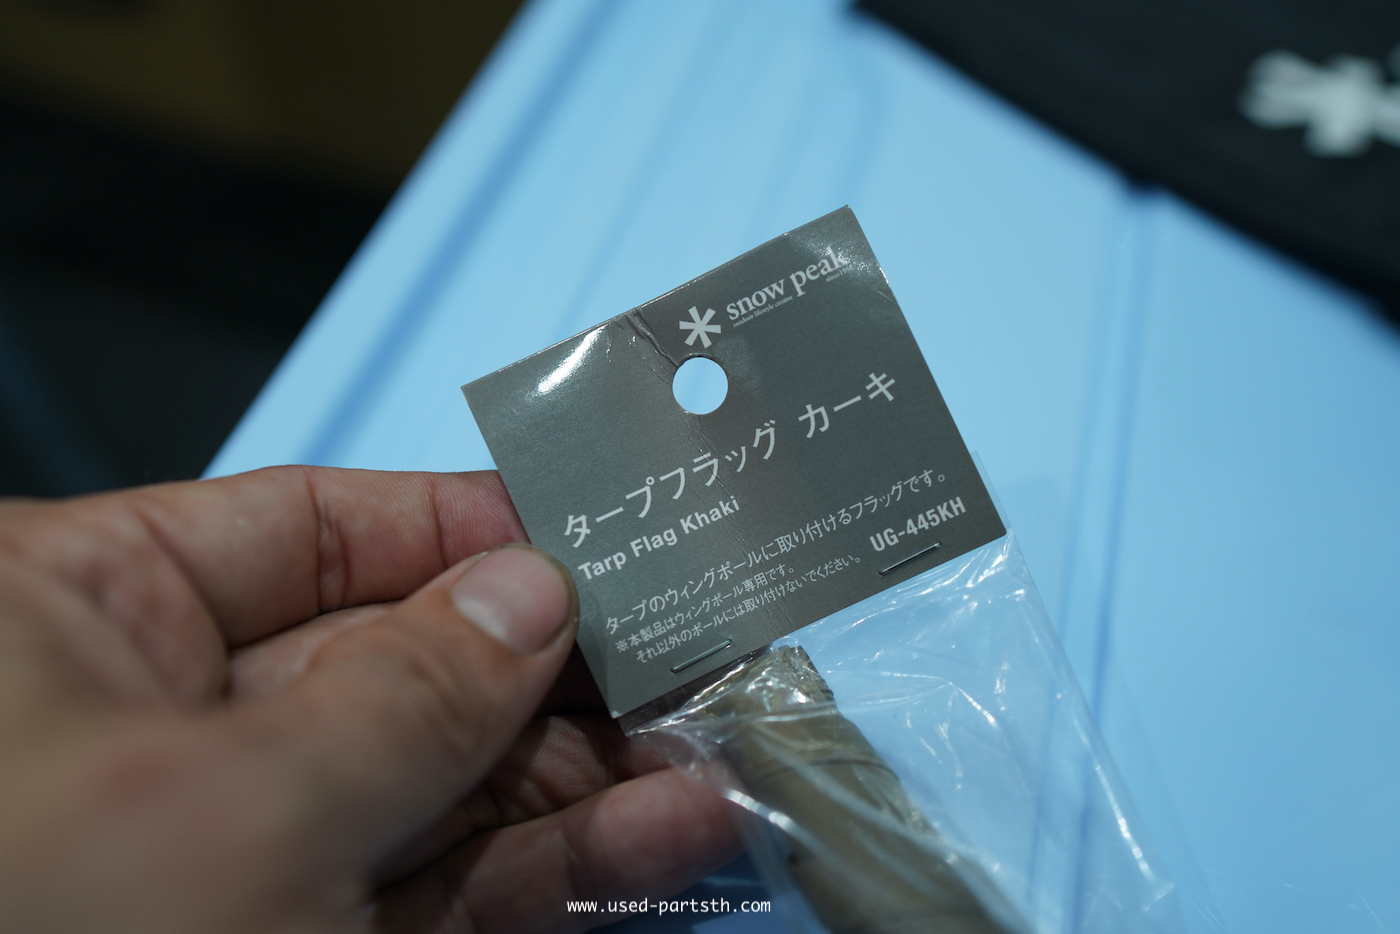 snow peak
outdoor lifestyle creator
タープフラッグ カーキ
Tarp Flag Khaki
タープのウィングポールに取り付けるフラッグです。
※本製品はウィングポール専用です。
それ以外のポールには取り付けないでください。
UG-445KH
www.used-partsth.com